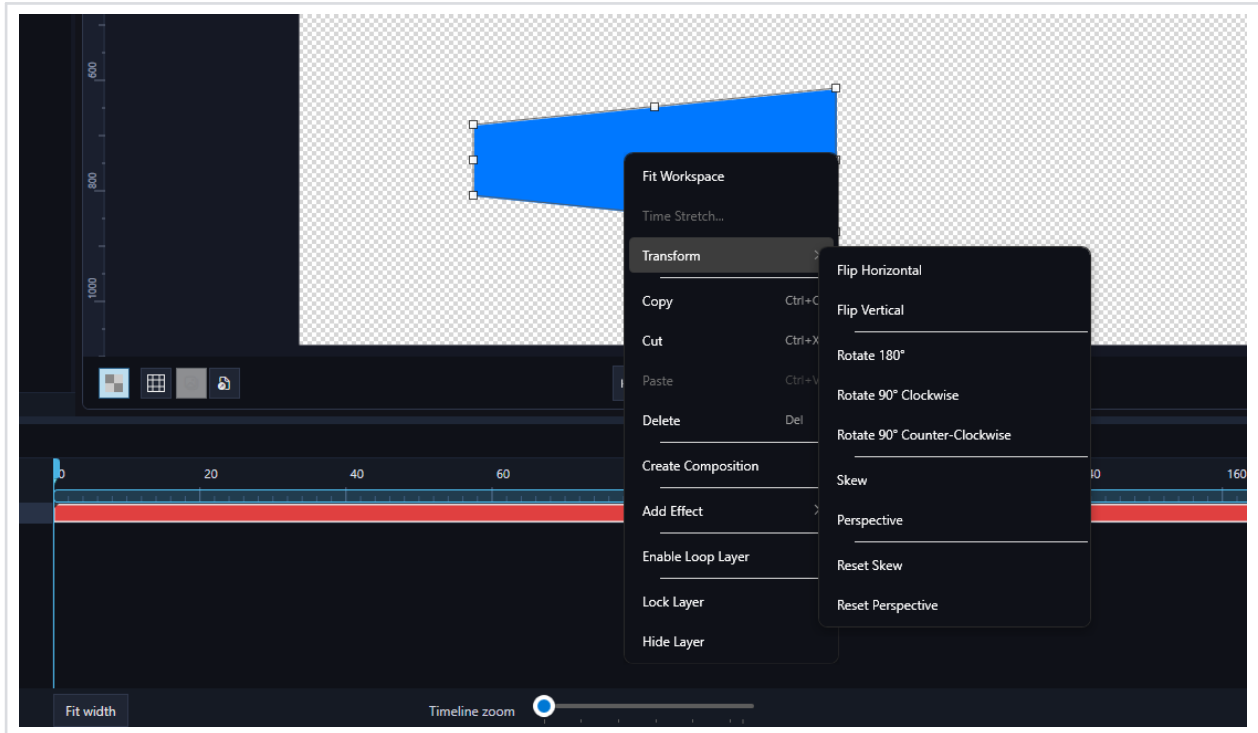 600
800
1000
Fit Workspace
Time Stretch...
Transform
Copy Ctrl+C
Cut Ctrl+X
Paste Ctrl+V
Delete Del
Create Composition
Add Effect
Enable Loop Layer
Lock Layer
Hide Layer
Flip Horizontal
Flip Vertical
Rotate 180°
Rotate 90° Clockwise
Rotate 90° Counter-Clockwise
Skew
Perspective
Reset Skew
Reset Perspective
0 20 40 60 160
Fit width
Timeline zoom